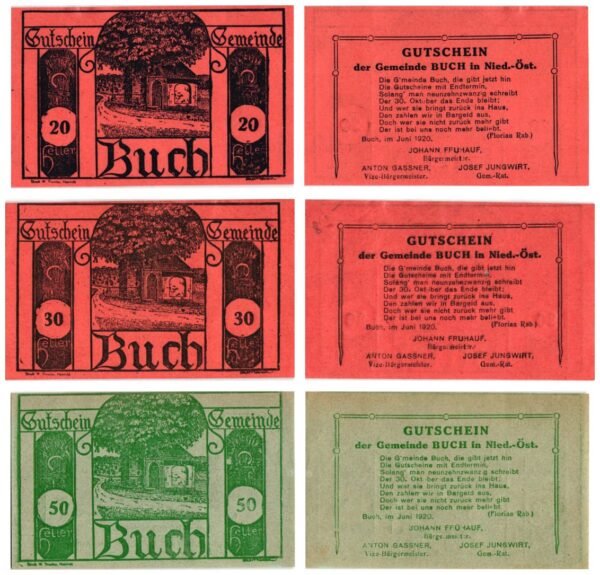 Gutschein Gemeinde
20 20
Heller Heller
Buch
GUTSCHEIN
der Gemeinde BUCH in Nied.-Öst.
Die G'meinde Buch, die gibt jetzt hin
Die Gutscheine mit Endtermin,
Solang' man neunzehnzwanzig schreibt
Der 30. Oktober das Ende bleibt;
Und wer sie bringt zurück ins Haus,
Den zahlen wir in Bargeld aus,
Doch wer sie nicht zurück mehr gibt
Der ist bei uns noch mehr beliebt.
(Florian Rab.)
Buch, im Juni 1920.
JOHANN FRÜHAUF,
Bürgermeister.
ANTON GASSNER, JOSEF JUNGWIRT,
Vize-Bürgermeister. Gem.-Rat.
Gutschein Gemeinde
30 30
Heller Heller
Buch
GUTSCHEIN
der Gemeinde BUCH in Nied.-Öst.
Die G'meinde Buch, die gibt jetzt hin
Die Gutscheine mit Endtermin,
Solang' man neunzehnzwanzig schreibt
Den 30. Oktober das Ende bleibt;
Und wer sie bringt zurück ins Haus,
Den zahlen wir in Bargeld aus,
Doch wer sie nicht zurück mehr gibt
Der ist bei uns noch mehr beliebt.
Buch, im Juni 1920. (Florian Rab.)
JOHANN FRÜHAUF,
Bürgermeister.
ANTON GASSNER, JOSEF JUNGWIRT,
Vize-Bürgermeister. Gem.-Rat.
Gutschein Gemeinde
50 50
Heller Heller
Buch
GUTSCHEIN
der Gemeinde BUCH in Nied.-Öst.
Die G'meinde Buch, die gibt jetzt hin
Die Gutscheine mit Endtermin,
Solang' man neunzehnzwanzig schreibt
Der 30. Oktober das Ende bleibt;
Und wer sie bringt zurück ins Haus,
Den zahlen wir in Bargeld aus,
Doch wer sie nicht zurück mehr gibt
Der ist bei uns noch mehr beliebt.
Buch, im Juni 1920. (Florian Rab.)
JOHANN FRÜHAUF,
Bürgermeister.
ANTON GASSNER, JOSEF JUNGWIRT,
Vize-Bürgermeister. Gem.-Rat.